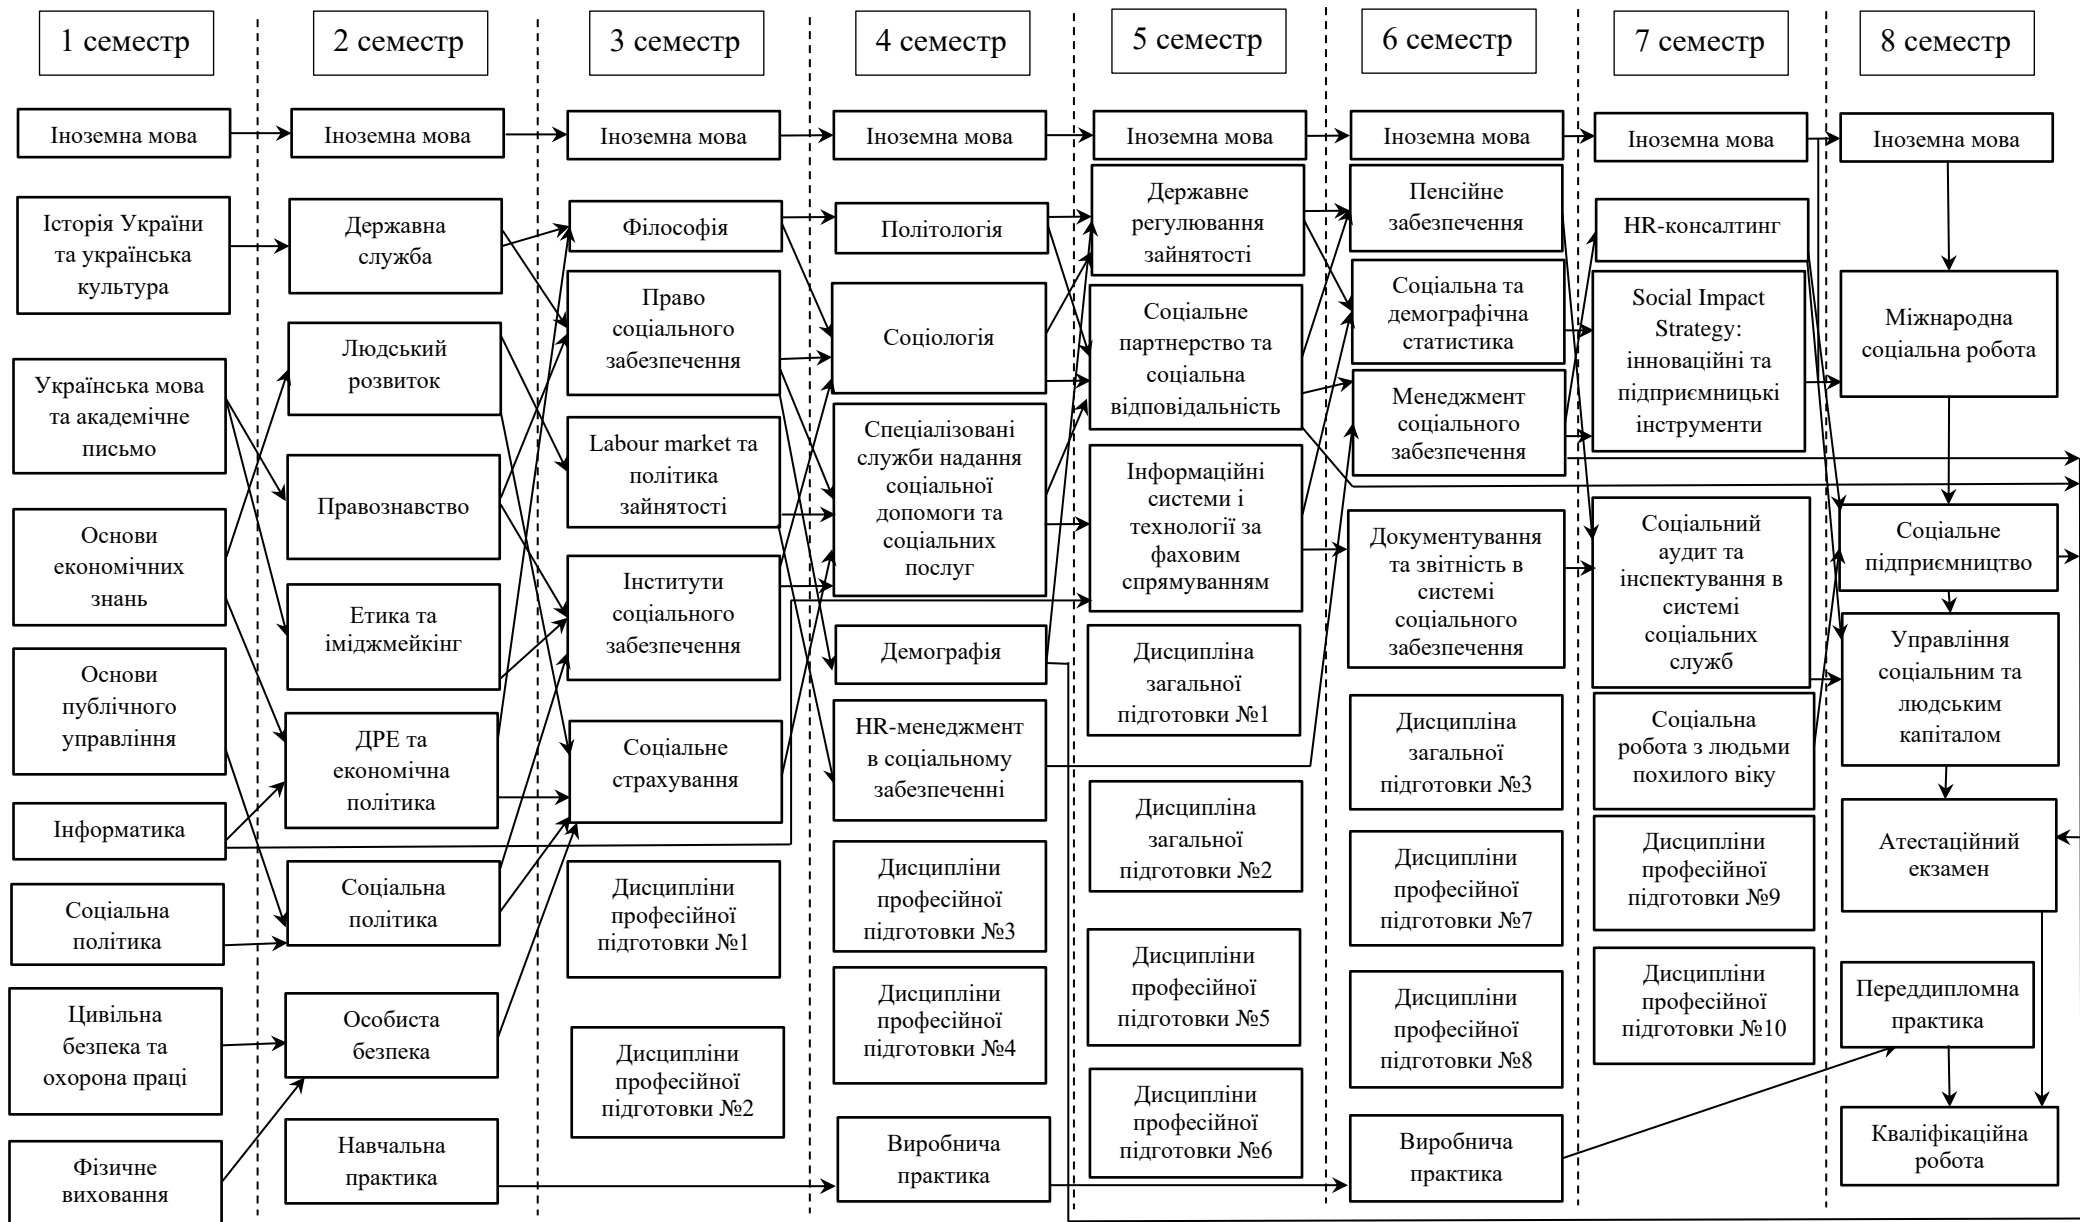 1 семестр
2 семестр
3 семестр
4 семестр
5 семестр
6 семестр
7 семестр
8 семестр
Іноземна мова
Історія України
та українська
культура
Українська мова
та академічне
письмо
Основи
економічних
знань
Основи
публічного
управління
Інформатика
Соціальна
політика
Цивільна
безпека та
охорона праці
Фізичне
виховання
Іноземна мова
Державна
служба
Людський
розвиток
Правознавство
Етика та
іміджмейкінг
ДРЕ та
економічна
політика
Соціальна
політика
Особиста
безпека
Навчальна
практика
Іноземна мова
Філософія
Право
соціального
забезпечення
Labour market та
політика
зайнятості
Інститути
соціального
забезпечення
Соціальне
страхування
Дисципліни
професійної
підготовки №1
Дисципліни
професійної
підготовки №2
Іноземна мова
Політологія
Соціологія
Спеціалізовані
служби надання
соціальної
допомоги та
соціальних
послуг
Демографія
HR-менеджмент
в соціальному
забезпеченні
Дисципліни
професійної
підготовки №3
Дисципліни
професійної
підготовки №4
Виробнича
практика
Іноземна мова
Державне
регулювання
зайнятості
Соціальне
партнерство та
соціальна
відповідальність
Інформаційні
системи і
технології за
фаховим
спрямуванням
Дисципліна
загальної
підготовки №1
Дисципліна
загальної
підготовки №2
Дисципліни
професійної
підготовки №5
Дисципліни
професійної
підготовки №6
Іноземна мова
Пенсійне
забезпечення
Соціальна та
демографічна
статистика
Менеджмент
соціального
забезпечення
Документування
та звітність в
системі
соціального
забезпечення
Дисципліна
загальної
підготовки №3
Дисципліни
професійної
підготовки №7
Дисципліни
професійної
підготовки №8
Виробнича
практика
Іноземна мова
HR-консалтинг
Social Impact
Strategy:
інноваційні та
підприємницькі
інструменти
Соціальний
аудит та
інспектування в
системі
соціальних
служб
Соціальна
робота з людьми
похилого віку
Дисципліни
професійної
підготовки №9
Дисципліни
професійної
підготовки №10
Іноземна мова
Міжнародна
соціальна робота
Соціальне
підприємництво
Управління
соціальним та
людським
капіталом
Атестаційний
екзамен
Переддипломна
практика
Кваліфікаційна
робота